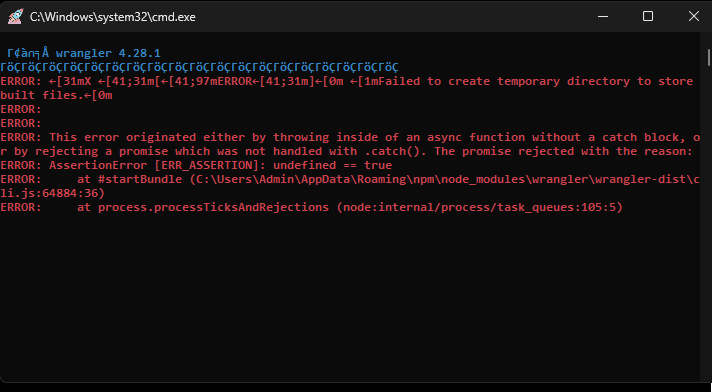 C:\Windows\system32\cmd.exe
Γ¢àn╕Å wrangler 4.28.1
ΓöÇΓöÇΓöÇΓöÇΓöÇΓöÇΓöÇΓöÇΓöÇΓöÇΓöÇΓöÇΓöÇΓöÇΓöÇΓöÇΓöÇΓöÇΓöÇ
ERROR: ←[31mX ←[41;31m[←[41;97mERROR←[41;31m]←[0m ←[1mFailed to create temporary directory to store
built files.←[0m
ERROR:
ERROR:
ERROR: This error originated either by throwing inside of an async function without a catch block, o
r by rejecting a promise which was not handled with .catch(). The promise rejected with the reason:
ERROR: AssertionError [ERR_ASSERTION]: undefined == true
ERROR:     at #startBundle (C:\Users\Admin\AppData\Roaming\npm\node_modules\wrangler\wrangler-dist\c
li.js:64884:36)
ERROR:     at process.processTicksAndRejections (node:internal/process/task_queues:105:5)